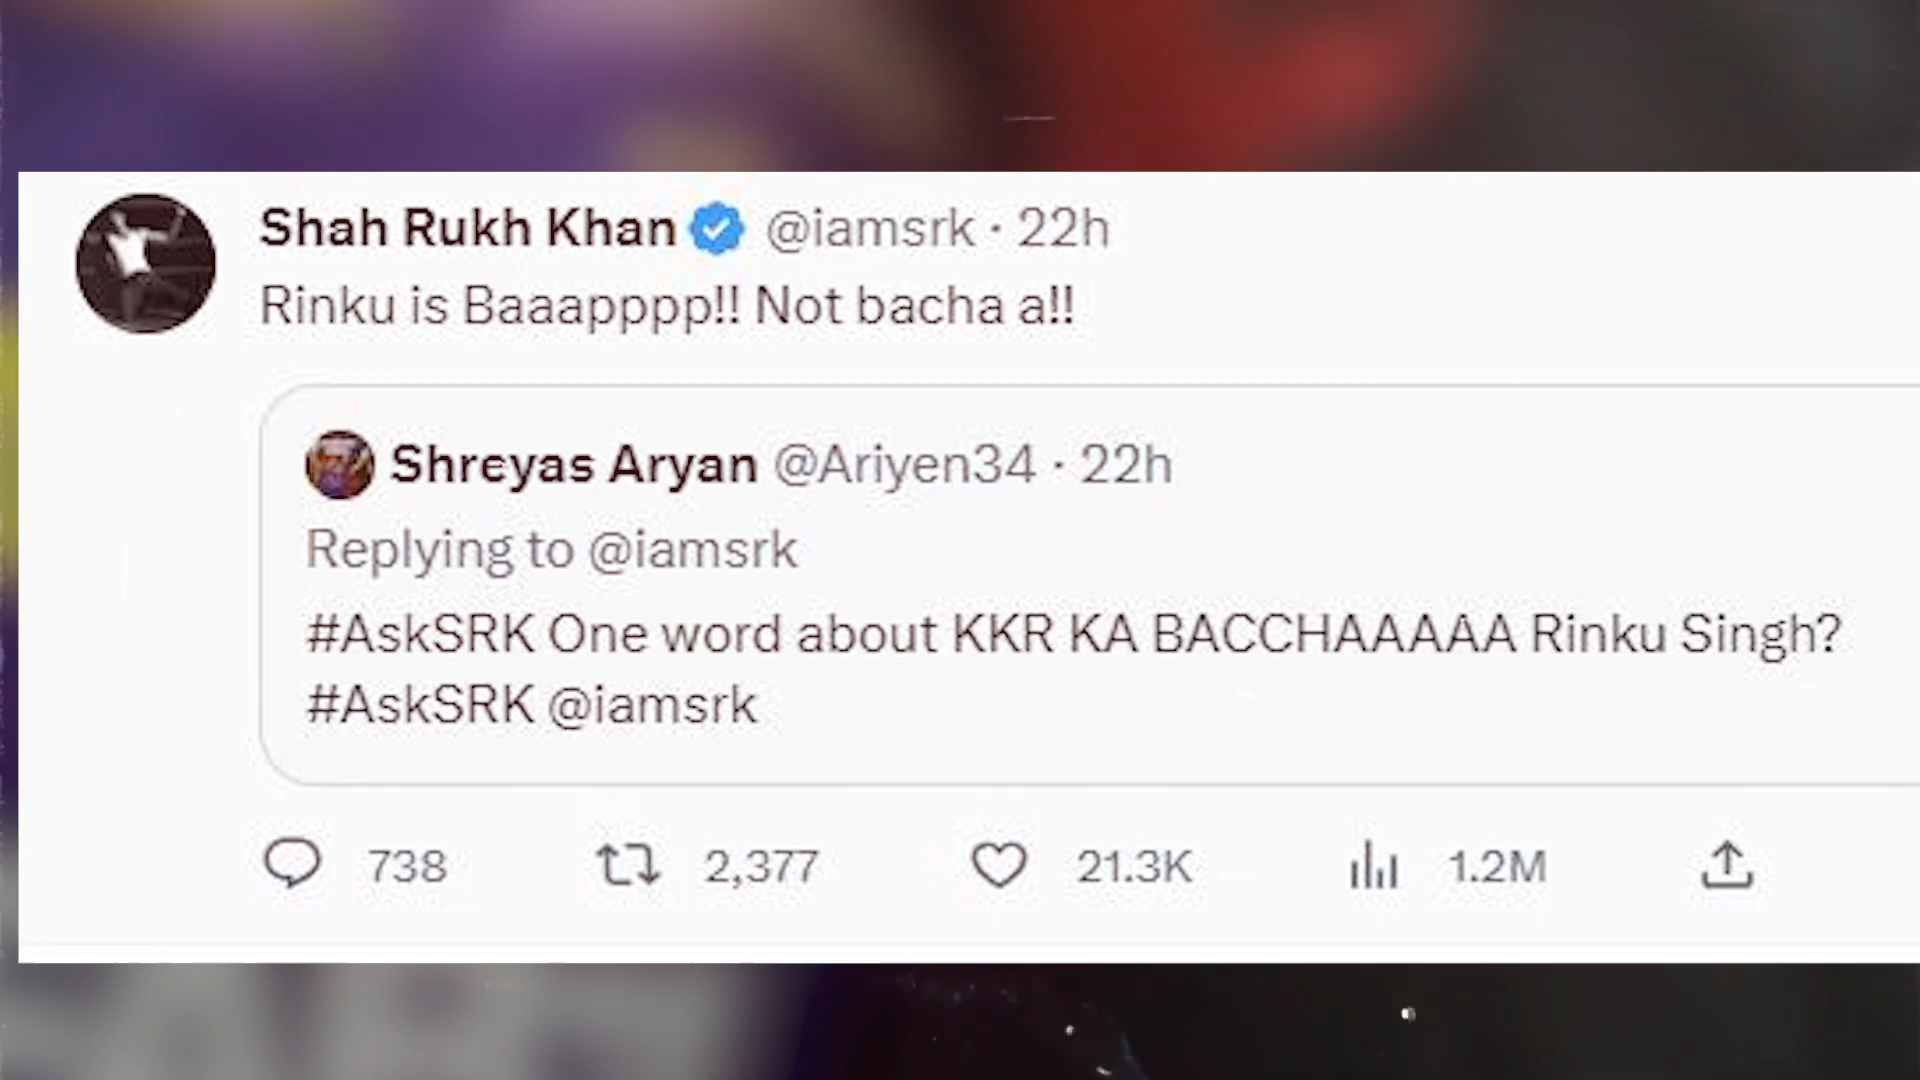 Shah Rukh Khan @iamsrk · 22h
Rinku is Baaapppp!! Not bacha a!!
Shreyas Aryan @Ariyen34 · 22h
Replying to @iamsrk
#AskSRK One word about KKR KA BACCHAAAAA Rinku Singh?
#AskSRK @iamsrk
738 2,377 21.3K 1.2M